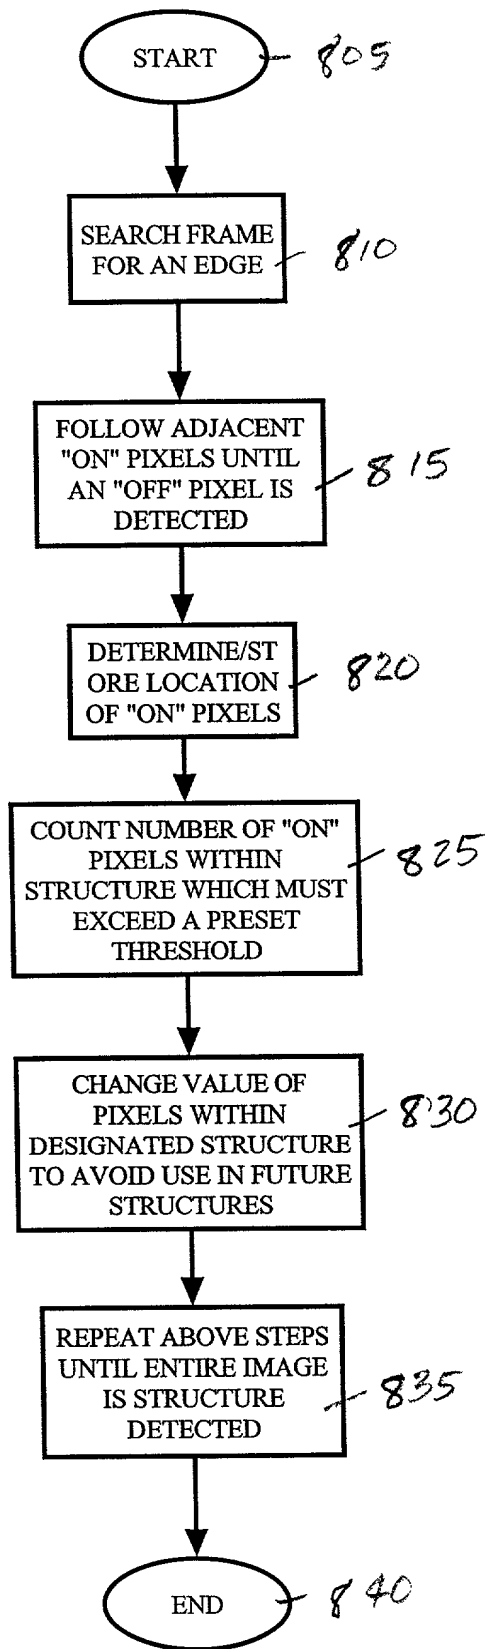 START
805
SEARCH FRAME
FOR AN EDGE
810
FOLLOW ADJACENT
"ON" PIXELS UNTIL
AN "OFF" PIXEL IS
DETECTED
815
DETERMINE/ST
ORE LOCATION
OF "ON" PIXELS
820
COUNT NUMBER OF "ON"
PIXELS WITHIN
STRUCTURE WHICH MUST
EXCEED A PRESET
THRESHOLD
825
CHANGE VALUE OF
PIXELS WITHIN
DESIGNATED STRUCTURE
TO AVOID USE IN FUTURE
STRUCTURES
830
REPEAT ABOVE STEPS
UNTIL ENTIRE IMAGE
IS STRUCTURE
DETECTED
835
END
840